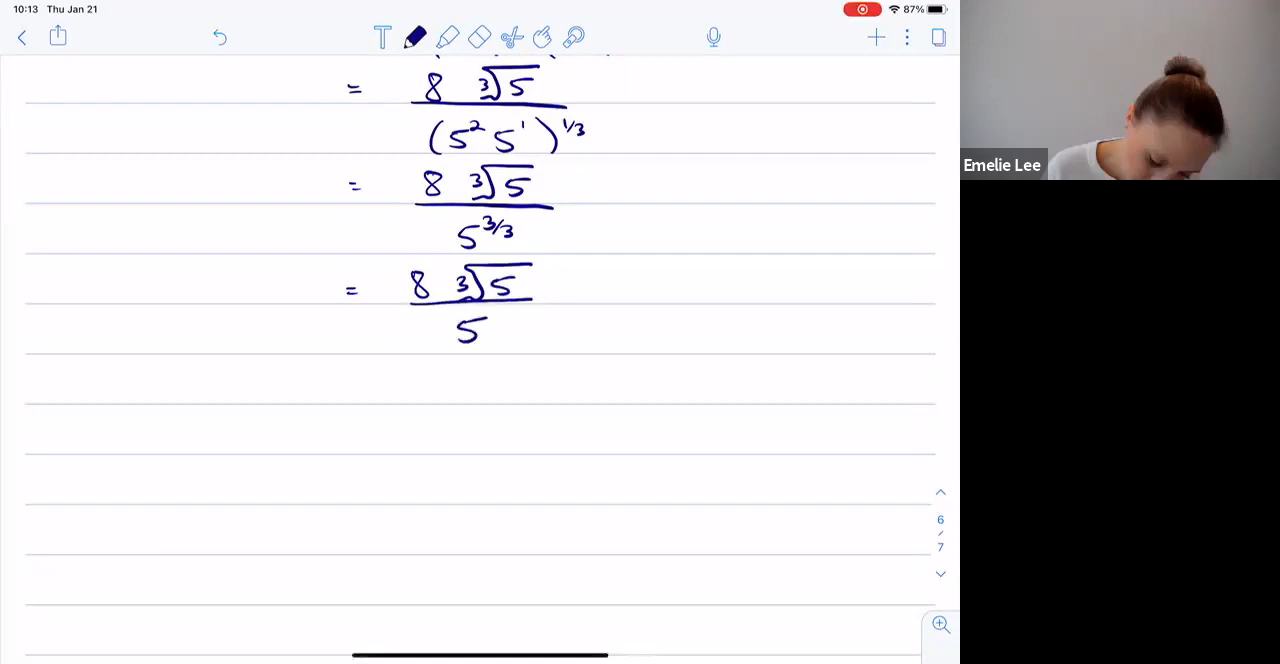 10:13 Thu Jan 21
87%
T
= 8 ∛5
(5² 5¹)^1/3
= 8 ∛5
5^3/3
= 8 ∛5
5
Emelie Lee
6
/
7